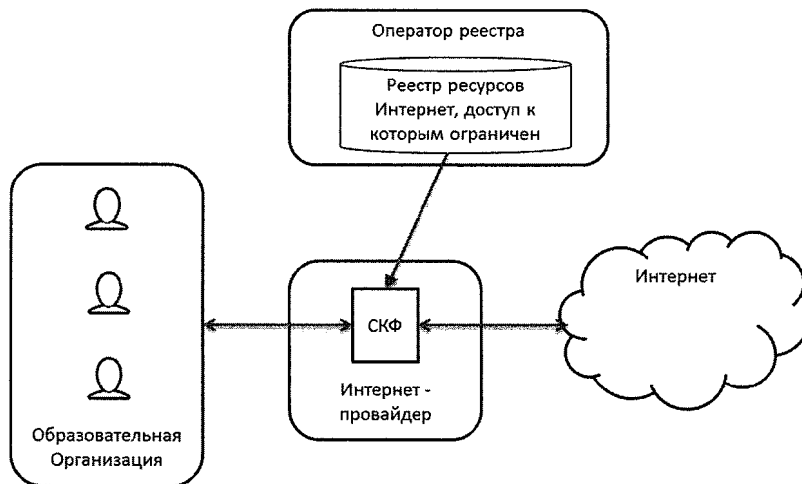 Оператор реестра
Реестр ресурсов
Интернет, доступ к
которым ограничен
Интернет
СКФ
Интернет -
провайдер
Образовательная
Организация